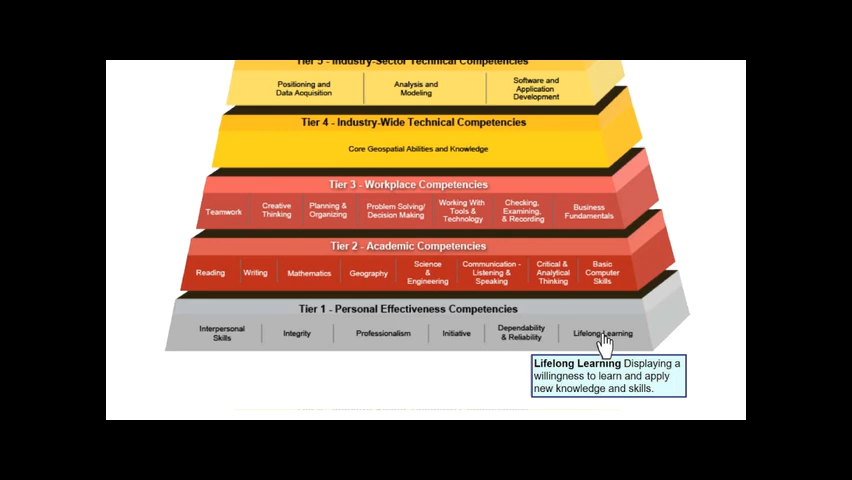 Tier 5 - Industry-Sector Technical Competencies
Positioning and
Data Acquisition
Analysis and
Modeling
Software and
Application
Development
Tier 4 - Industry-Wide Technical Competencies
Core Geospatial Abilities and Knowledge
Tier 3 - Workplace Competencies
Teamwork
Creative
Thinking
Planning &
Organizing
Problem Solving/
Decision Making
Working With
Tools &
Technology
Checking,
Examining,
& Recording
Business
Fundamentals
Tier 2 - Academic Competencies
Reading
Writing
Mathematics
Geography
Science
&
Engineering
Communication -
Listening &
Speaking
Critical &
Analytical
Thinking
Basic
Computer
Skills
Tier 1 - Personal Effectiveness Competencies
Interpersonal
Skills
Integrity
Professionalism
Initiative
Dependability
& Reliability
Lifelong Learning
Lifelong Learning Displaying a
willingness to learn and apply
new knowledge and skills.